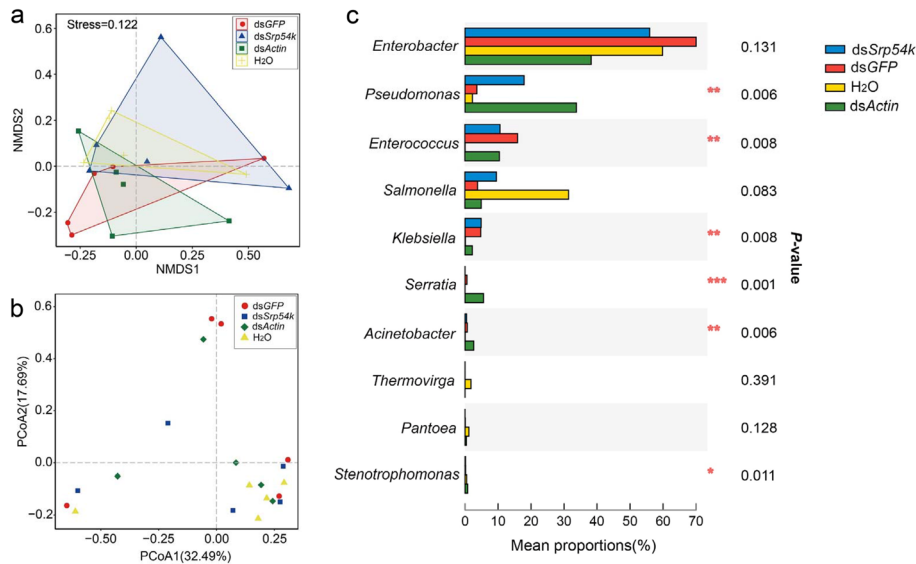 a
Stress=0.122
dsGFP
dsSrp54k
dsActin
H₂O
0.6
0.4
0.2
0.0
−0.2
NMDS2
−0.25
0.00
0.25
0.50
NMDS1
b
dsGFP
dsSrp54k
dsActin
H₂O
0.6
0.4
0.2
0.0
−0.2
PCoA2(17.69%)
−0.50
−0.25
0.00
0.25
PCoA1(32.49%)
c
Enterobacter 0.131
Pseudomonas ** 0.006
Enterococcus ** 0.008
Salmonella 0.083
Klebsiella ** 0.008
Serratia *** 0.001
Acinetobacter ** 0.006
Thermovirga 0.391
Pantoea 0.128
Stenotrophomonas * 0.011
0 10 20 30 40 50 60 70
Mean proportions(%)
P-value
dsSrp54k
dsGFP
H₂O
dsActin